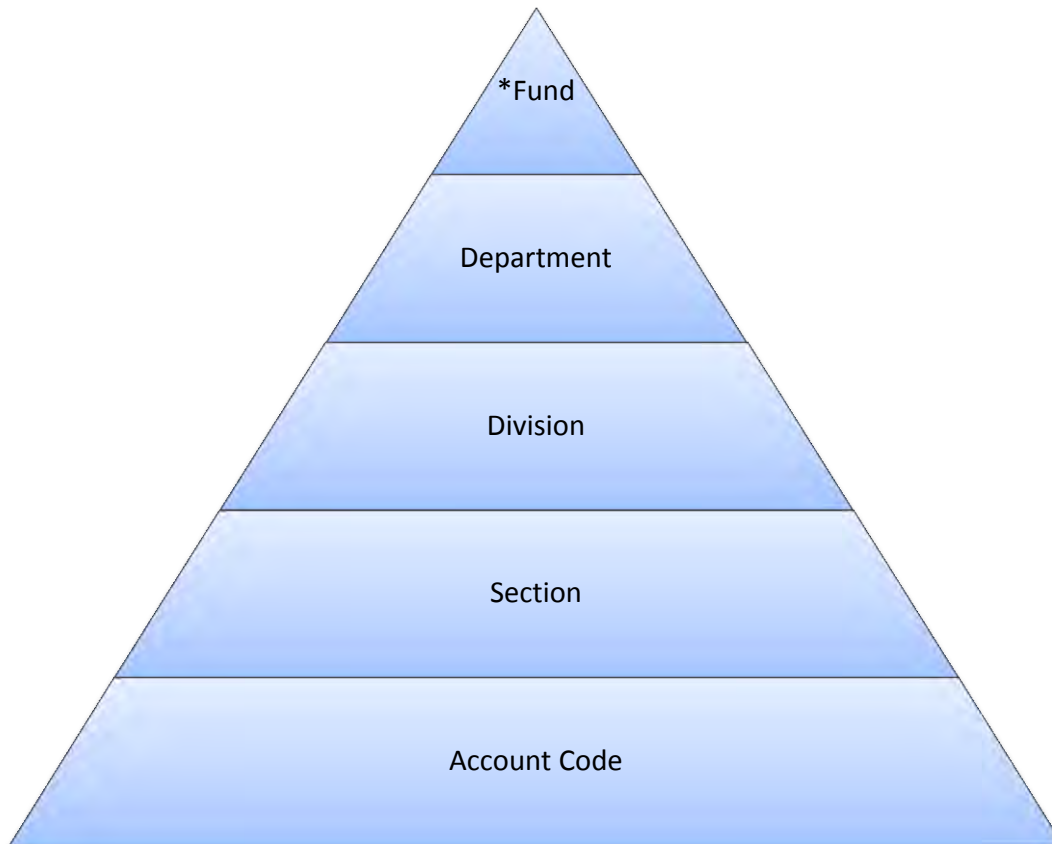 *Fund
Department
Division
Section
Account Code